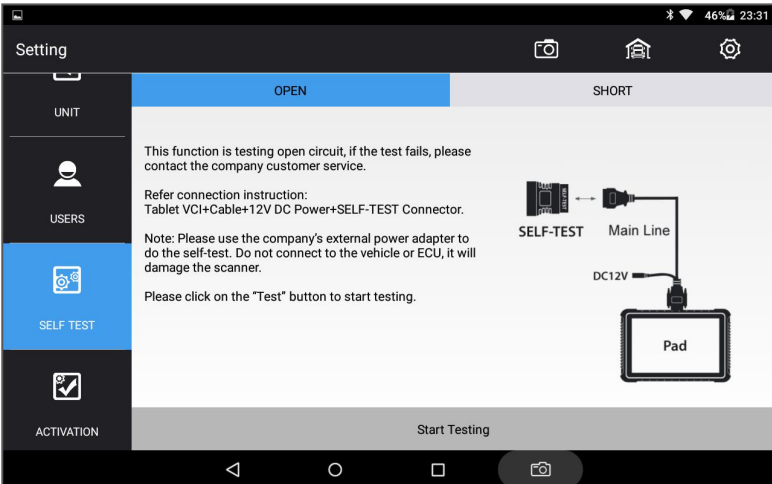 46% 23:31
Setting
UNIT
USERS
SELF TEST
ACTIVATION
OPEN
SHORT
This function is testing open circuit, if the test fails, please
contact the company customer service.
Refer connection instruction:
Tablet VCI+Cable+12V DC Power+SELF-TEST Connector.
Note: Please use the company’s external power adapter to
do the self-test. Do not connect to the vehicle or ECU, it will
damage the scanner.
Please click on the “Test” button to start testing.
SELF-TEST
SELF-TEST
Main Line
DC12V
Pad
Start Testing